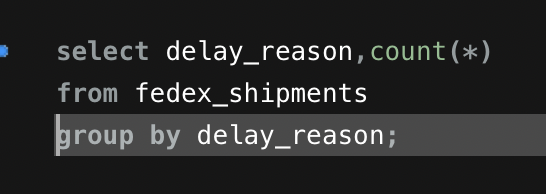 select delay_reason,count(*)
from fedex_shipments
group by delay_reason;